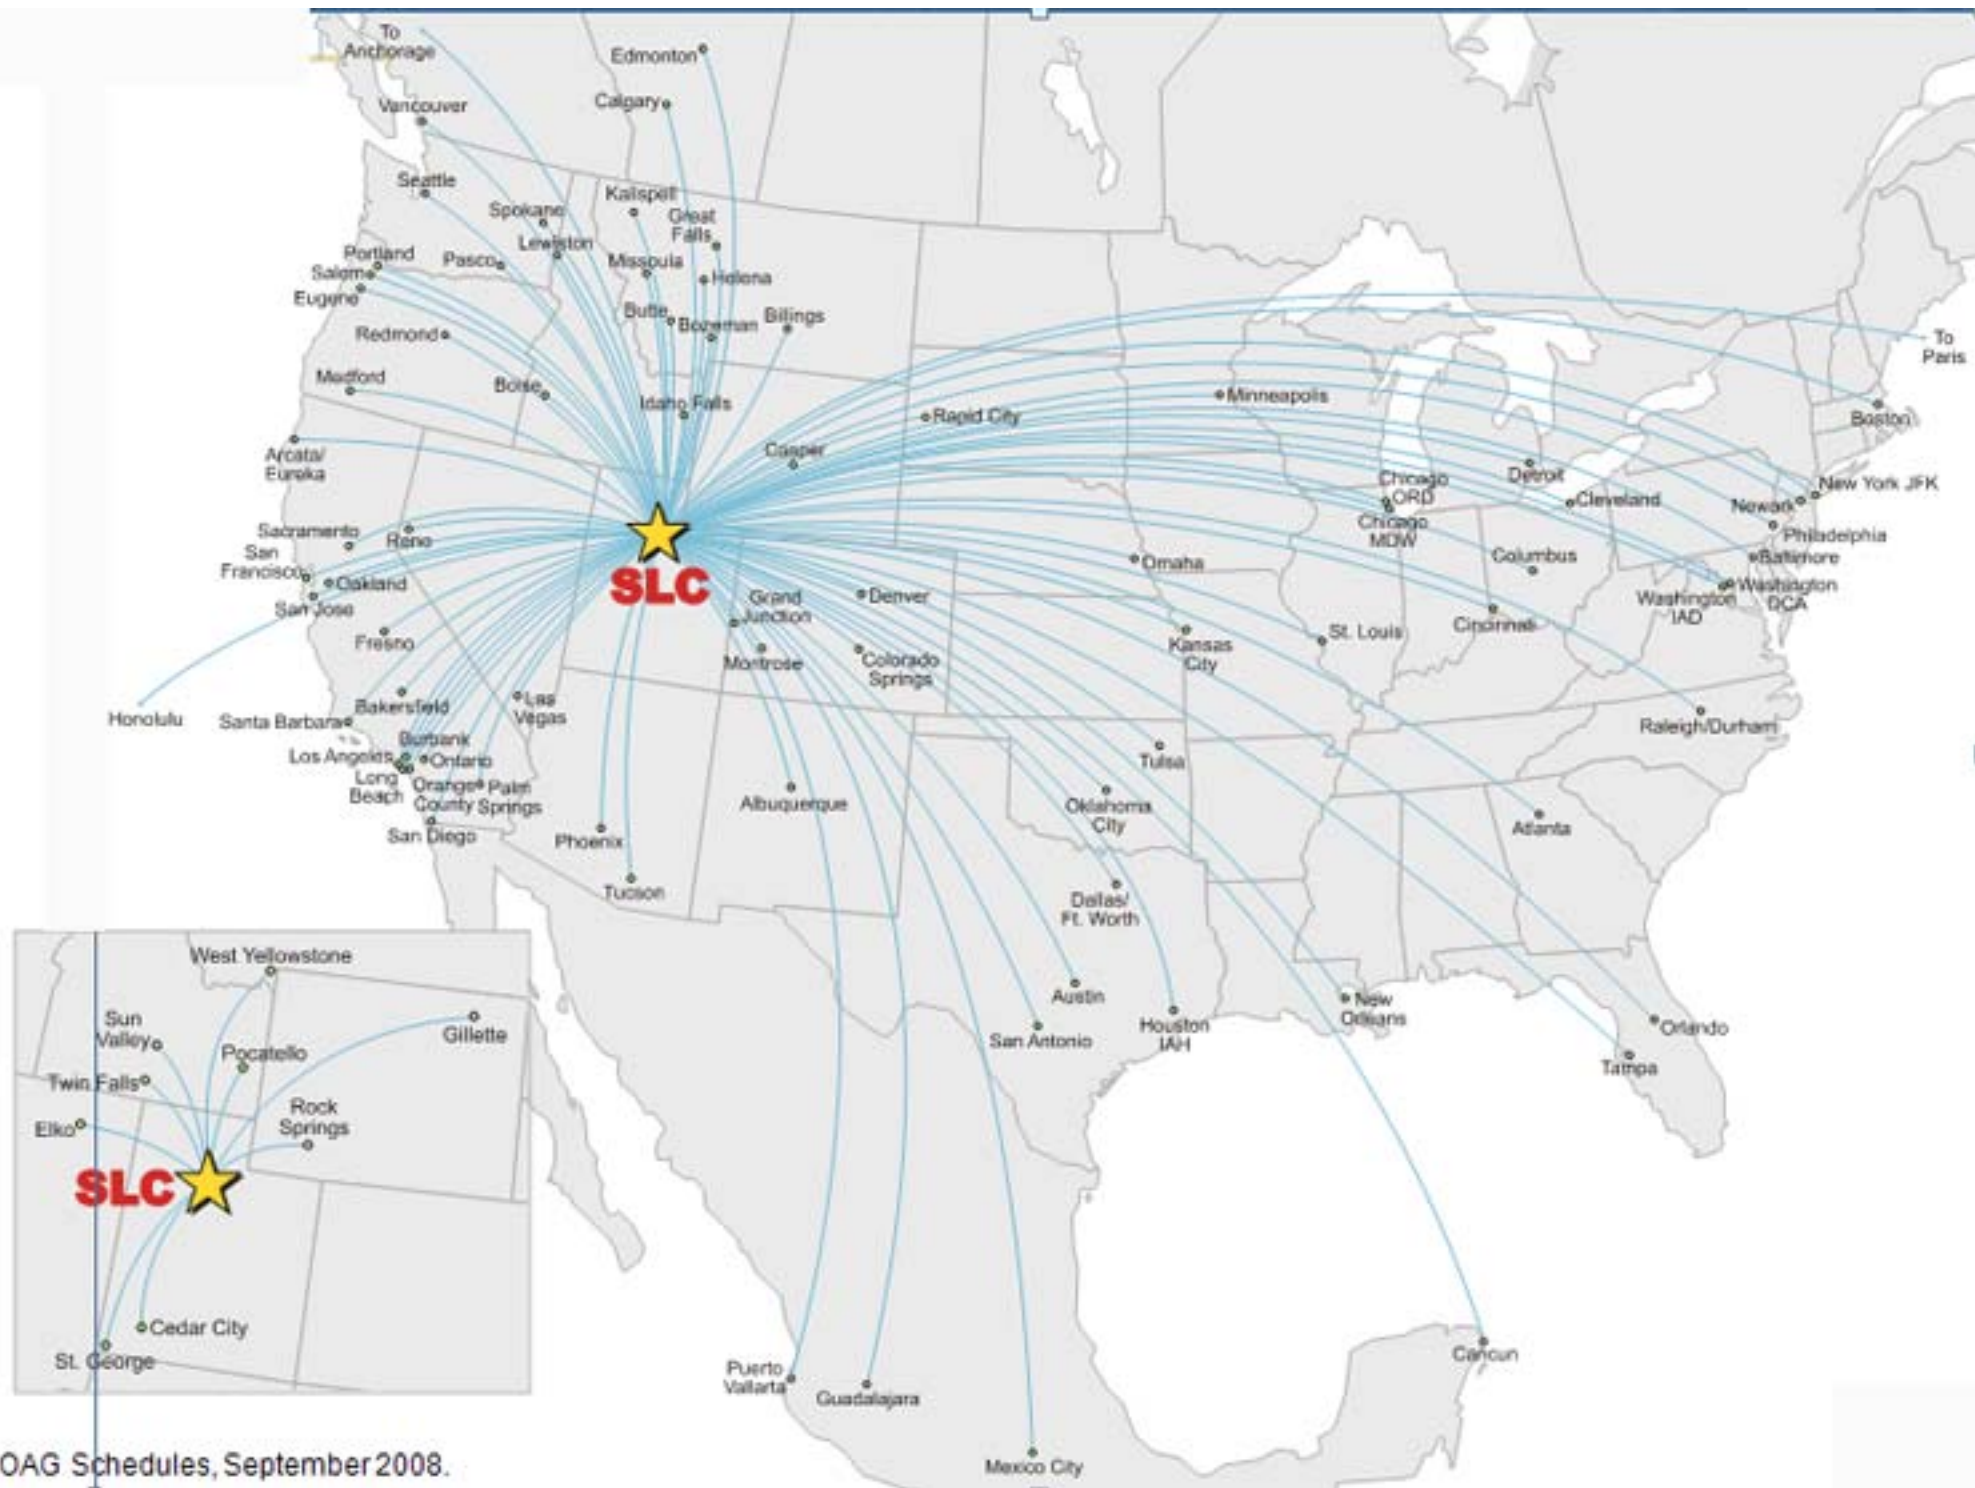 To
Anchorage
Edmonton
Calgary
Vancouver
Seattle
Kalispell
Spokane
Great
Falls
Lewiston
Portland
Pasco
Missoula
Salem
Helena
Eugene
Butte
Billings
Bozeman
Redmond
To
Paris
Medford
Boise
Idaho Falls
Minneapolis
Rapid City
Boston
Casper
Arcata/
Eureka
Detroit
Chicago
ORD
New York JFK
Cleveland
Newark
Chicago
MDW
Sacramento
Reno
Philadelphia
San
Francisco
Columbus
Baltimore
Omaha
Oakland
SLC
Grand
Junction
Denver
Washington
DCA
Washington
IAD
San Jose
Cincinnati
St. Louis
Fresno
Kansas
City
Montrose
Colorado
Springs
Las
Vegas
Bakersfield
Honolulu
Santa Barbara
Raleigh/Durham
Burbank
Los Angeles
Ontario
Tulsa
Long
Beach
Orange
County
Palm
Springs
Albuquerque
Oklahoma
City
San Diego
Phoenix
Atlanta
Tucson
Dallas/
Ft. Worth
Austin
New
Orleans
San Antonio
Houston
IAH
Orlando
Tampa
West Yellowstone
Sun
Valley
Gillette
Pocatello
Twin Falls
Rock
Springs
Elko
SLC
Cedar City
St. George
Puerto
Vallarta
Guadalajara
Cancun
Mexico City
OAG Schedules, September 2008.